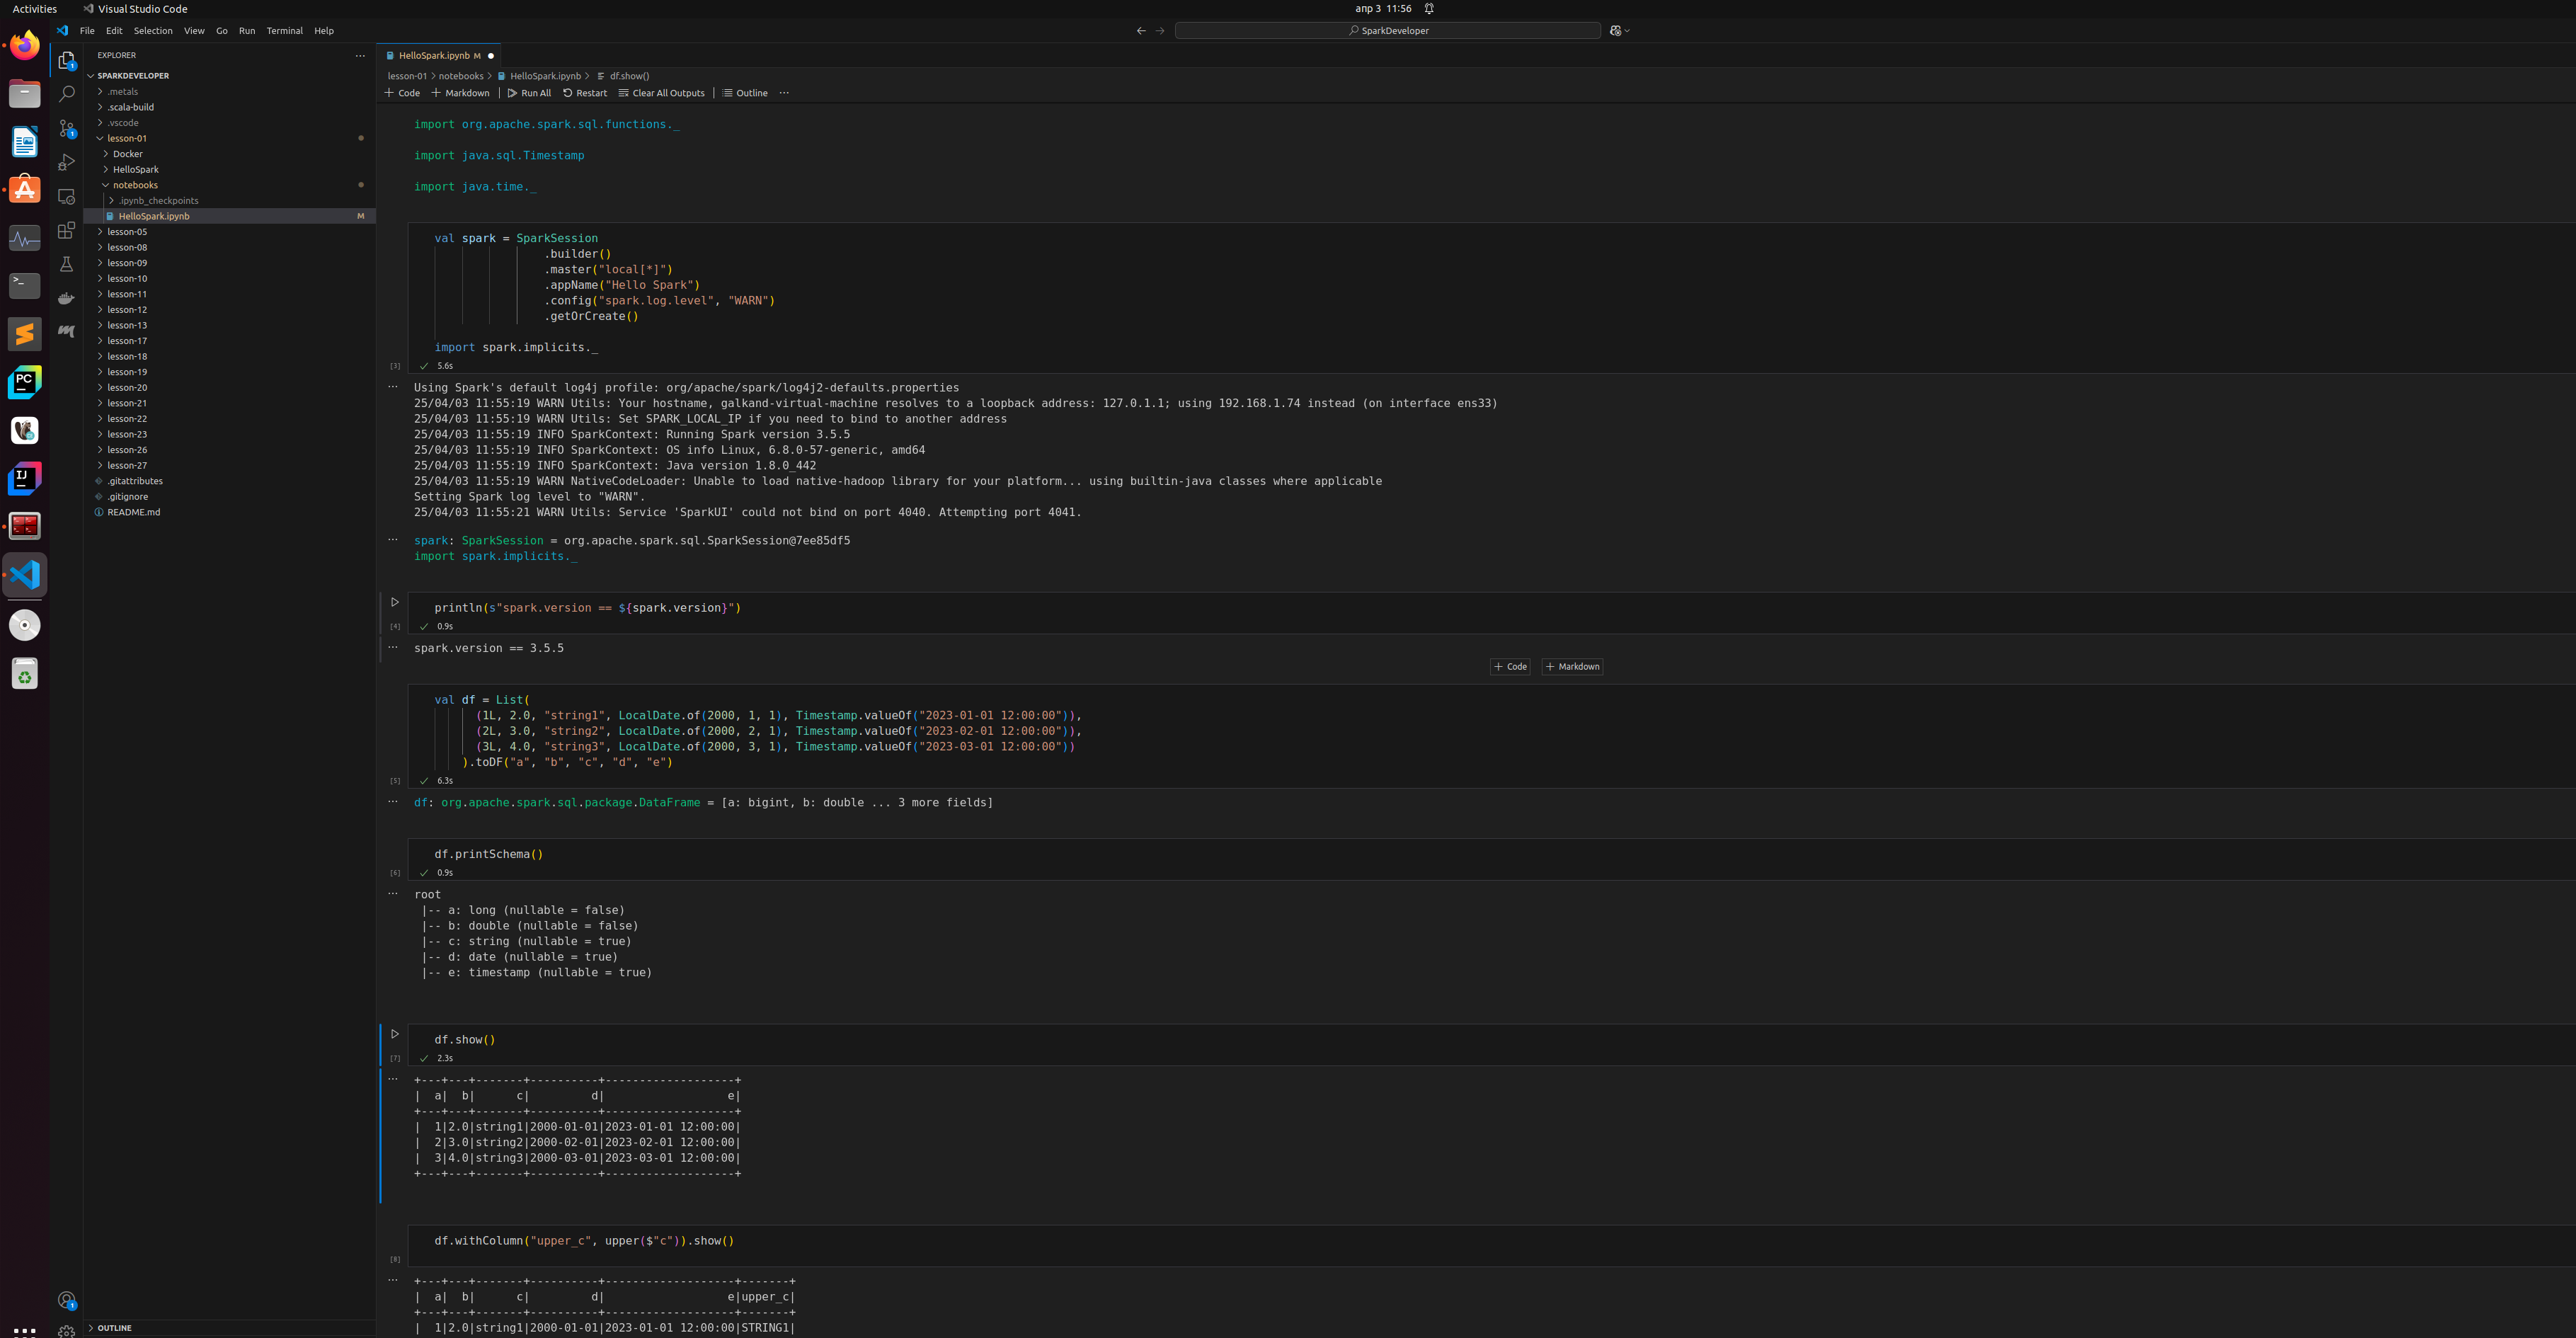 Activities
Visual Studio Code
апр 3 11:56
File Edit Selection View Go Run Terminal Help
SparkDeveloper
EXPLORER
SPARKDEVELOPER
.metals
.scala-build
.vscode
lesson-01
Docker
HelloSpark
notebooks
.ipynb_checkpoints
HelloSpark.ipynb M
lesson-05
lesson-08
lesson-09
lesson-10
lesson-11
lesson-12
lesson-13
lesson-17
lesson-18
lesson-19
lesson-20
lesson-21
lesson-22
lesson-23
lesson-26
lesson-27
.gitattributes
.gitignore
README.md
OUTLINE
HelloSpark.ipynb M
lesson-01 > notebooks > HelloSpark.ipynb > df.show()
+ Code + Markdown | Run All Restart Clear All Outputs | Outline ...
import org.apache.spark.sql.functions._
import java.sql.Timestamp
import java.time._
val spark = SparkSession
.builder()
.master("local[*]")
.appName("Hello Spark")
.config("spark.log.level", "WARN")
.getOrCreate()
import spark.implicits._
[3] 5.6s
Using Spark's default log4j profile: org/apache/spark/log4j2-defaults.properties
25/04/03 11:55:19 WARN Utils: Your hostname, galkand-virtual-machine resolves to a loopback address: 127.0.1.1; using 192.168.1.74 instead (on interface ens33)
25/04/03 11:55:19 WARN Utils: Set SPARK_LOCAL_IP if you need to bind to another address
25/04/03 11:55:19 INFO SparkContext: Running Spark version 3.5.5
25/04/03 11:55:19 INFO SparkContext: OS info Linux, 6.8.0-57-generic, amd64
25/04/03 11:55:19 INFO SparkContext: Java version 1.8.0_442
25/04/03 11:55:19 WARN NativeCodeLoader: Unable to load native-hadoop library for your platform... using builtin-java classes where applicable
Setting Spark log level to "WARN".
25/04/03 11:55:21 WARN Utils: Service 'SparkUI' could not bind on port 4040. Attempting port 4041.
spark: SparkSession = org.apache.spark.sql.SparkSession@7ee85df5
import spark.implicits._
println(s"spark.version == ${spark.version}")
[4] 0.9s
spark.version == 3.5.5
+ Code + Markdown
val df = List(
(1L, 2.0, "string1", LocalDate.of(2000, 1, 1), Timestamp.valueOf("2023-01-01 12:00:00")),
(2L, 3.0, "string2", LocalDate.of(2000, 2, 1), Timestamp.valueOf("2023-02-01 12:00:00")),
(3L, 4.0, "string3", LocalDate.of(2000, 3, 1), Timestamp.valueOf("2023-03-01 12:00:00"))
).toDF("a", "b", "c", "d", "e")
[5] 6.3s
df: org.apache.spark.sql.package.DataFrame = [a: bigint, b: double ... 3 more fields]
df.printSchema()
[6] 0.9s
root
|-- a: long (nullable = false)
|-- b: double (nullable = false)
|-- c: string (nullable = true)
|-- d: date (nullable = true)
|-- e: timestamp (nullable = true)
df.show()
[7] 2.3s
+---+---+-------+----------+-------------------+
|  a|  b|      c|         d|                  e|
+---+---+-------+----------+-------------------+
|  1|2.0|string1|2000-01-01|2023-01-01 12:00:00|
|  2|3.0|string2|2000-02-01|2023-02-01 12:00:00|
|  3|4.0|string3|2000-03-01|2023-03-01 12:00:00|
+---+---+-------+----------+-------------------+
df.withColumn("upper_c", upper($"c")).show()
[8]
+---+---+-------+----------+-------------------+-------+
|  a|  b|      c|         d|                  e|upper_c|
+---+---+-------+----------+-------------------+-------+
|  1|2.0|string1|2000-01-01|2023-01-01 12:00:00|STRING1|